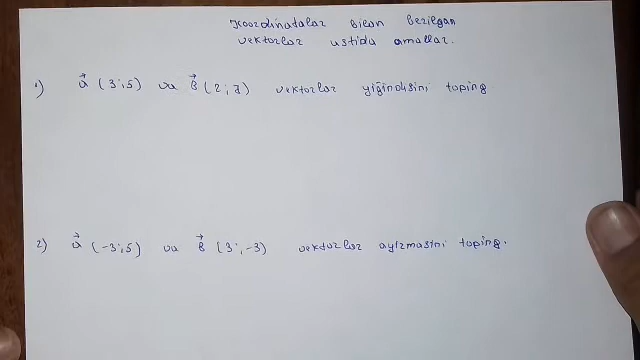 Koordinatalar bilan berilgan
vektorlar ustida amallar.
1) a⃗ (3;5) va b⃗ (2;7) vektorlar yig'indisini toping
2) a⃗ (-3;5) va b⃗ (3;-3) vektorlar ayirmasini toping.